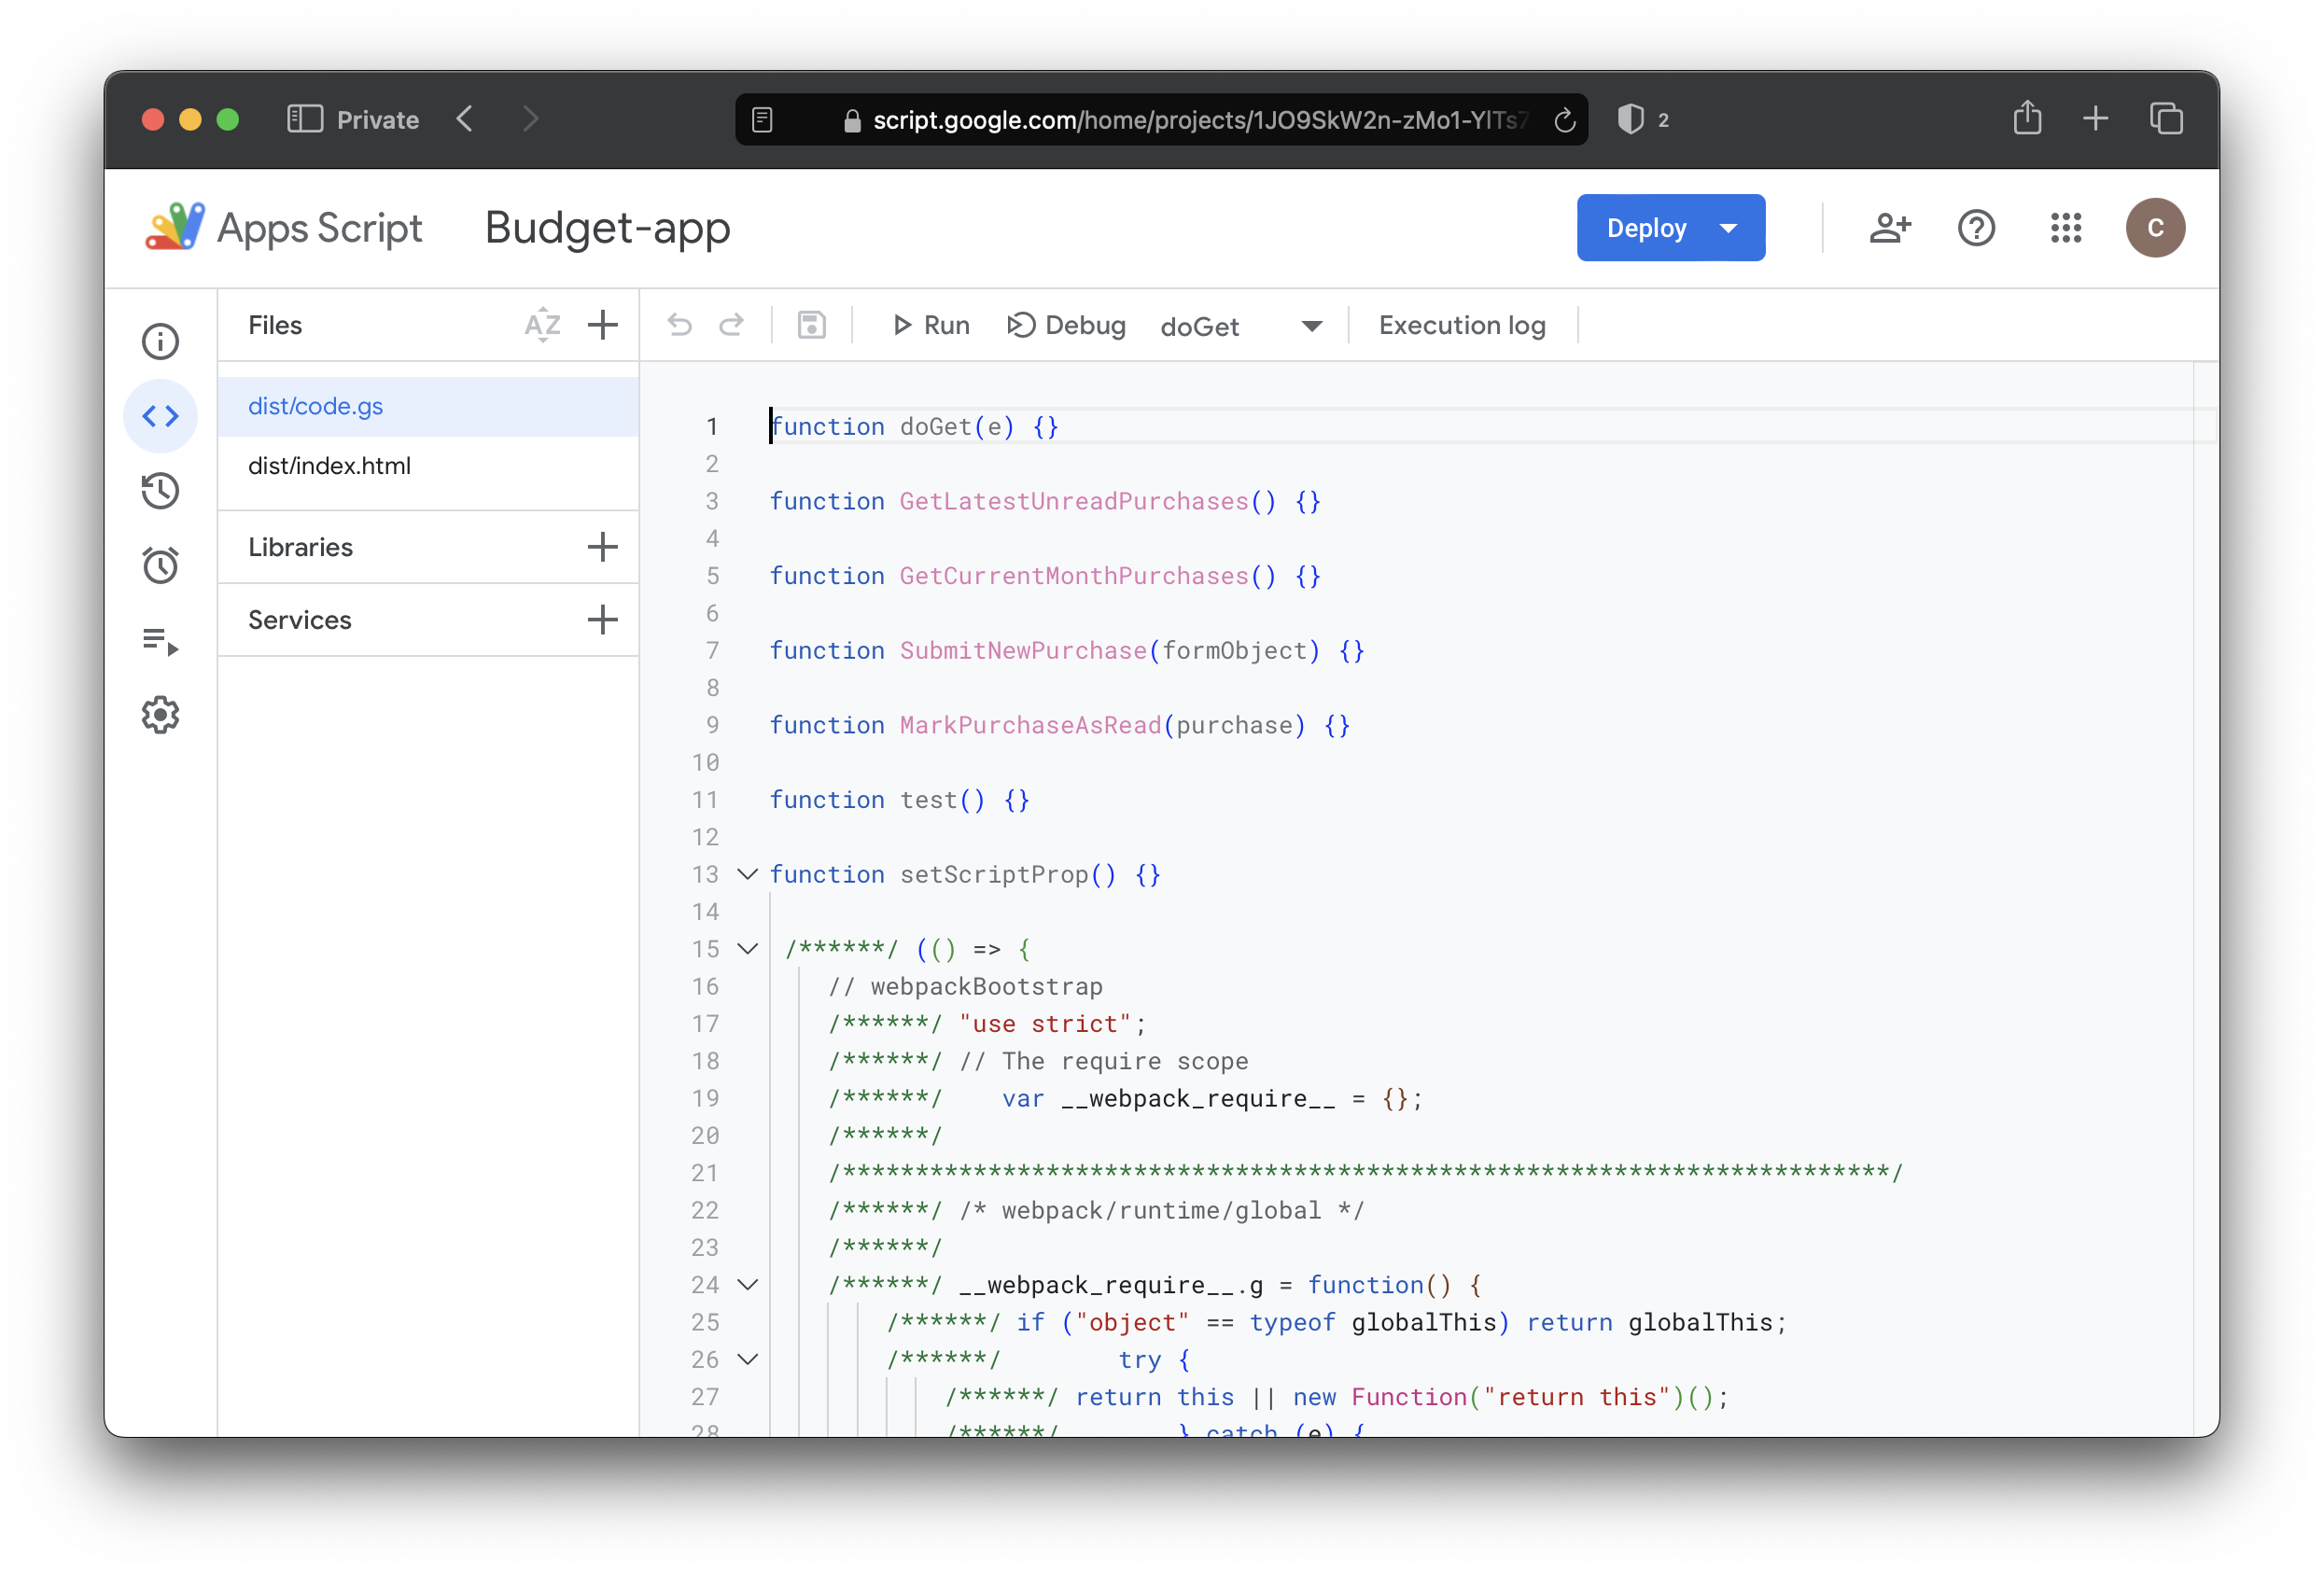 Private
script.google.com/home/projects/1JO9SkW2n-zMo1-YlTs7
2
Apps Script
Budget-app
Deploy
C
Files
AZ
Run
Debug
doGet
Execution log
dist/code.gs
dist/index.html
Libraries
Services
1 function doGet(e) {}
2
3 function GetLatestUnreadPurchases() {}
4
5 function GetCurrentMonthPurchases() {}
6
7 function SubmitNewPurchase(formObject) {}
8
9 function MarkPurchaseAsRead(purchase) {}
10
11 function test() {}
12
13 function setScriptProp() {}
14
15 /******/ (() => {
16 // webpackBootstrap
17 /******/ "use strict";
18 /******/ // The require scope
19 /******/ var __webpack_require__ = {};
20 /******/
21 /************************************************************************/
22 /******/ /* webpack/runtime/global */
23 /******/
24 /******/ __webpack_require__.g = function() {
25 /******/ if ("object" == typeof globalThis) return globalThis;
26 /******/ try {
27 /******/ return this || new Function("return this")();
28 /******/ } catch (e) {